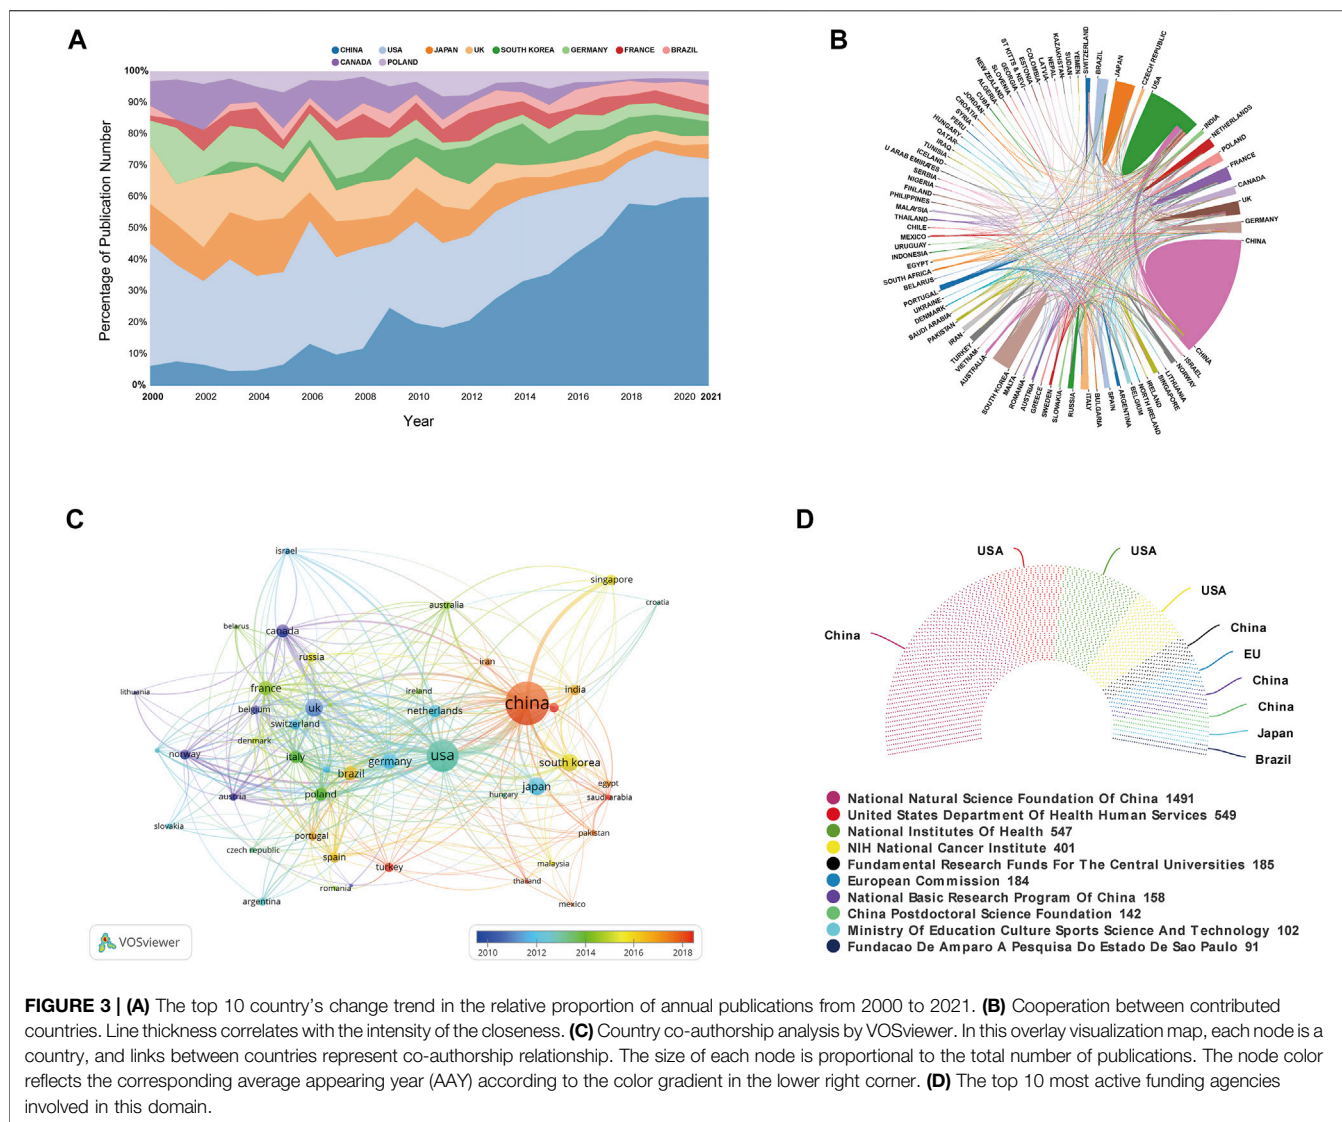 A
CHINA USA JAPAN UK SOUTH KOREA GERMANY FRANCE BRAZIL
CANADA POLAND
Percentage of Publication Number
100%
90%
80%
70%
60%
50%
40%
30%
20%
10%
0%
2000 2002 2004 2006 2008 2010 2012 2014 2016 2018 2020 2021
Year
B
SWITZERLAND
BRAZIL
JAPAN
CZECH REPUBLIC
USA
INDIA
NETHERLANDS
POLAND
FRANCE
CANADA
UK
GERMANY
CHINA
CHINA
ISRAEL
NORWAY
LITHUANIA
SINGAPORE
IRELAND
NORTH IRELAND
BELGIUM
ARGENTINA
SPAIN
BULGARIA
ITALY
RUSSIA
SLOVAKIA
SWEDEN
GREECE
AUSTRIA
ROMANIA
MALTA
SOUTH KOREA
AUSTRALIA
VIETNAM
TURKEY
IRAN
PAKISTAN
SAUDI ARABIA
DENMARK
UKRAINE
PORTUGAL
BELARUS
SOUTH AFRICA
EGYPT
INDONESIA
URUGUAY
MEXICO
CHILE
THAILAND
MALAYSIA
PHILIPPINES
FINLAND
NIGERIA
SERBIA
U ARAB EMIRATES
ICELAND
TUNISIA
IRAQ
QATAR
HUNGARY
PERU
SYRIA
CROATIA
JORDAN
CUBA
ALGERIA
NEW ZEALAND
SLOVENIA
GEORGIA
ST KITTS & NEVI
ESTONIA
COLOMBIA
LATVIA
NEPAL
KAZAKHSTAN
SUDAN
YEMEN
C
israel
singapore
australia
croatia
belarus
canada
russia
iran
france
ireland
india
lithuania
belgium
uk
netherlands
china
switzerland
denmark
norway
italy
usa
germany
south korea
brazil
japan
egypt
austria
poland
hungary
saudi arabia
slovakia
portugal
pakistan
czech republic
spain
turkey
malaysia
romania
thailand
argentina
mexico
VOSviewer
2010 2012 2014 2016 2018
D
USA
USA
USA
China
China
EU
China
China
Japan
Brazil
National Natural Science Foundation Of China 1491
United States Department Of Health Human Services 549
National Institutes Of Health 547
NIH National Cancer Institute 401
Fundamental Research Funds For The Central Universities 185
European Commission 184
National Basic Research Program Of China 158
China Postdoctoral Science Foundation 142
Ministry Of Education Culture Sports Science And Technology 102
Fundacao De Amparo A Pesquisa Do Estado De Sao Paulo 91
FIGURE 3 | (A) The top 10 country's change trend in the relative proportion of annual publications from 2000 to 2021. (B) Cooperation between contributed
countries. Line thickness correlates with the intensity of the closeness. (C) Country co-authorship analysis by VOSviewer. In this overlay visualization map, each node is a
country, and links between countries represent co-authorship relationship. The size of each node is proportional to the total number of publications. The node color
reflects the corresponding average appearing year (AAY) according to the color gradient in the lower right corner. (D) The top 10 most active funding agencies
involved in this domain.